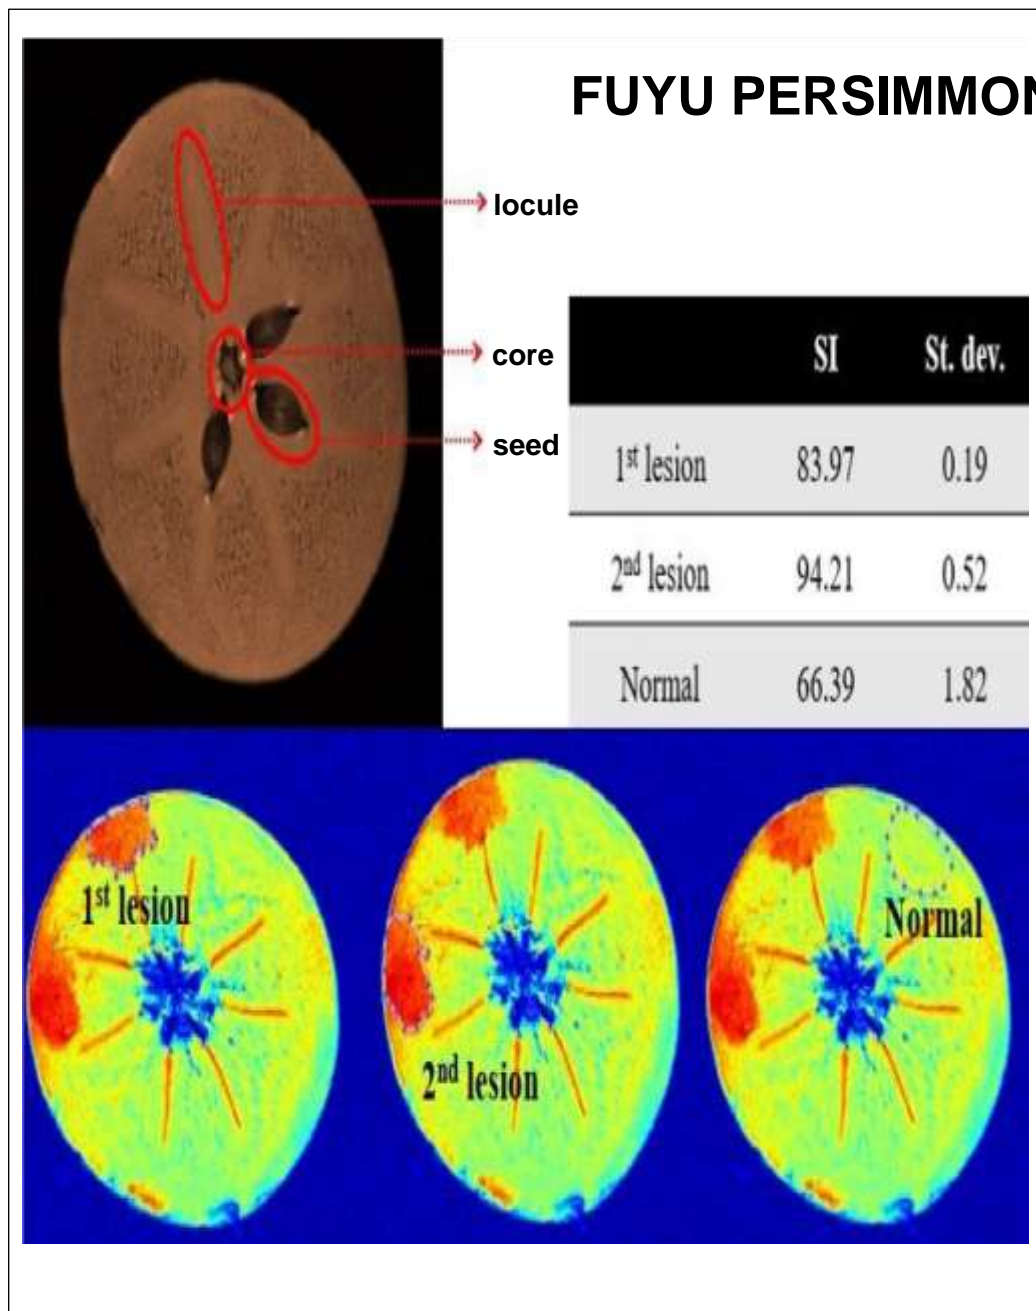 FUYU PERSIMMON
locule
core
seed
SI St. dev.
1st lesion 83.97 0.19
2nd lesion 94.21 0.52
Normal 66.39 1.82
1st lesion
2nd lesion
Normal